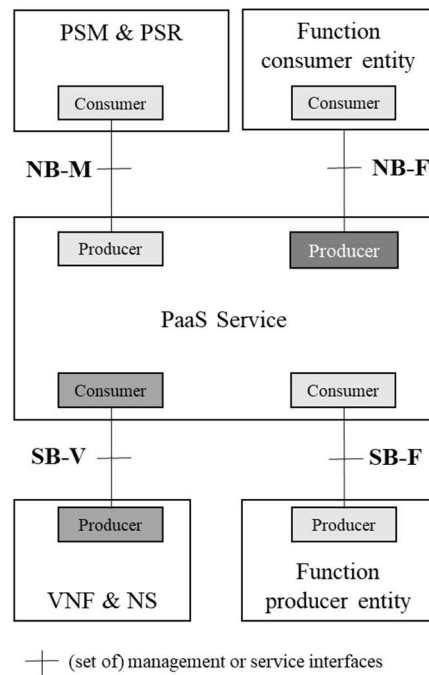 PSM & PSR
Function
consumer entity
Consumer
Consumer
NB-M
NB-F
Producer
Producer
PaaS Service
Consumer
Consumer
SB-V
SB-F
Producer
Producer
VNF & NS
Function
producer entity
(set of) management or service interfaces